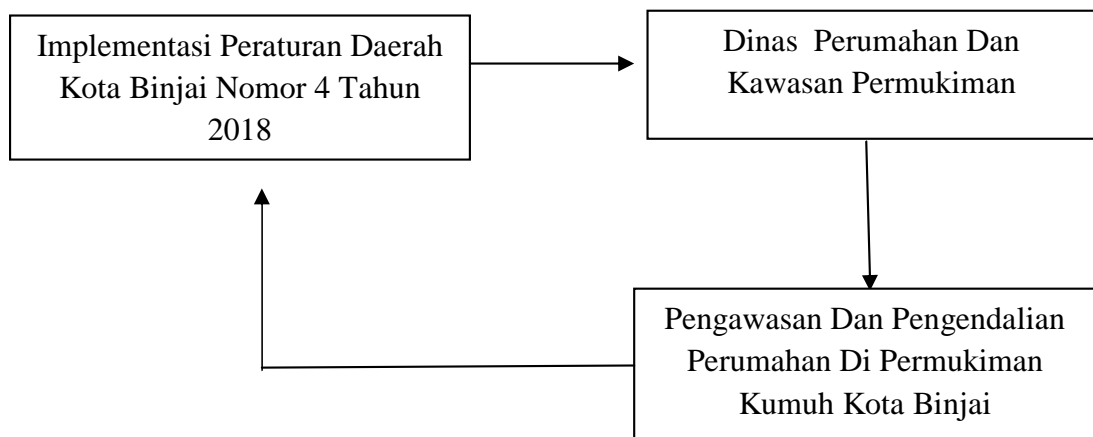 Implementasi Peraturan Daerah
Kota Binjai Nomor 4 Tahun
2018
Dinas Perumahan Dan
Kawasan Permukiman
Pengawasan Dan Pengendalian
Perumahan Di Permukiman
Kumuh Kota Binjai